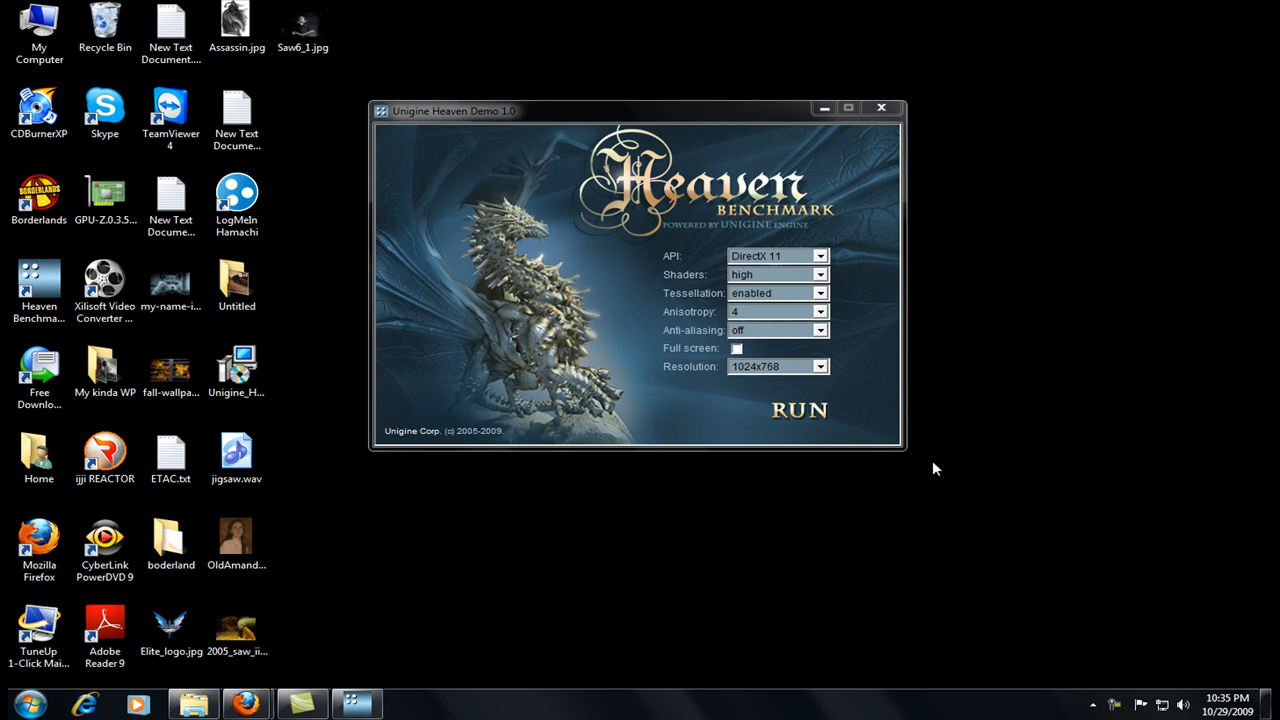 My
Computer
Recycle Bin
New Text
Document....
Assassin.jpg
Saw6_1.jpg
CDBurnerXP
Skype
TeamViewer
4
New Text
Docume...
Borderlands
GPU-Z.0.3.5...
New Text
Docume...
LogMeIn
Hamachi
Heaven
Benchma...
Xilisoft Video
Converter ...
my-name-i...
Untitled
Free
Downlo...
My kinda WP
fall-wallpa...
Unigine_H...
Home
ijji REACTOR
ETAC.txt
jigsaw.wav
Mozilla
Firefox
CyberLink
PowerDVD 9
boderland
OldAmand...
TuneUp
1-Click Mai...
Adobe
Reader 9
Elite_logo.jpg
2005_saw_ii...
Unigine Heaven Demo 1.0
Heaven
BENCHMARK
POWERED BY UNIGINE ENGINE
API: DirectX 11
Shaders: high
Tessellation: enabled
Anisotropy: 4
Anti-aliasing: off
Full screen:
Resolution: 1024x768
RUN
Unigine Corp. (c) 2005-2009.
10:35 PM
10/29/2009